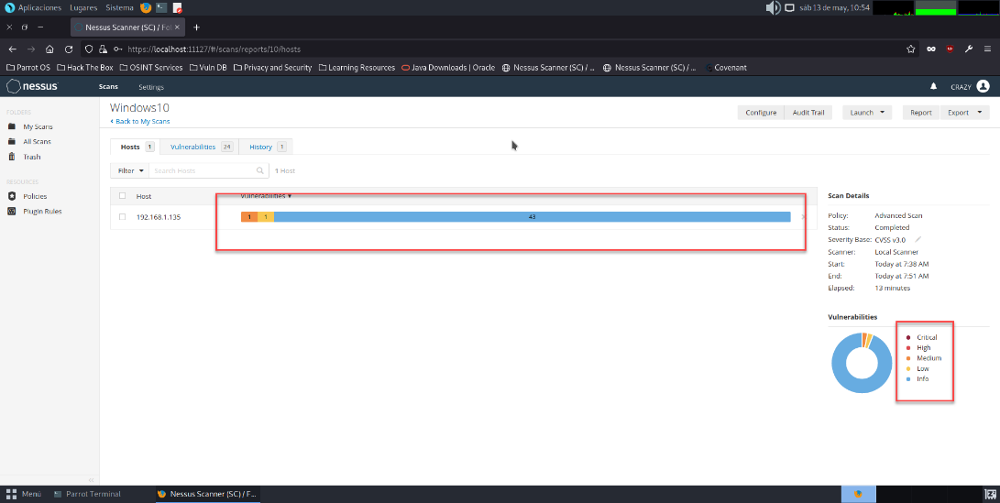 Aplicaciones Lugares Sistema sáb 13 de may, 10:54
Nessus Scanner (SC) / Fol
https://localhost:11127/#/scans/reports/10/hosts
Parrot OS Hack The Box OSINT Services Vuln DB Privacy and Security Learning Resources Java Downloads | Oracle Nessus Scanner (SC) / ... Nessus Scanner (SC) / ... Covenant
nessus Scans Settings CRAZY
FOLDERS
My Scans
All Scans
Trash
RESOURCES
Policies
Plugin Rules
Windows10
Back to My Scans
Configure Audit Trail Launch Report Export
Hosts 1 Vulnerabilities 24 History 1
Filter Search Hosts 1 Host
Host Vulnerabilities
192.168.1.135 1 1 43
Scan Details
Policy: Advanced Scan
Status: Completed
Severity Base: CVSS v3.0
Scanner: Local Scanner
Start: Today at 7:38 AM
End: Today at 7:51 AM
Elapsed: 13 minutes
Vulnerabilities
Critical
High
Medium
Low
Info
Menú Parrot Terminal Nessus Scanner (SC) / F...